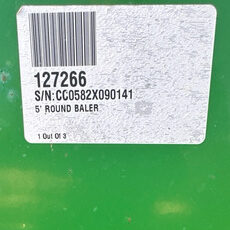 127266
S/N:CC0582X090141
5' ROUND BALER
1 Out Of 3